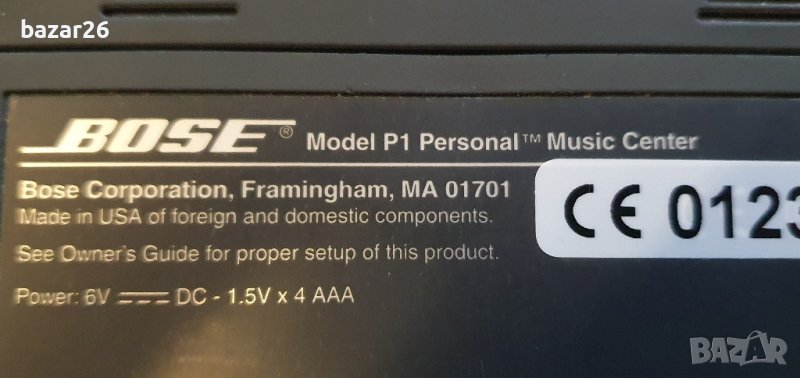 bazar26
BOSE® Model P1 Personal™ Music Center
Bose Corporation, Framingham, MA 01701
Made in USA of foreign and domestic components.
See Owner's Guide for proper setup of this product.
Power: 6V DC - 1.5V x 4 AAA
CE 0123
BAZAR